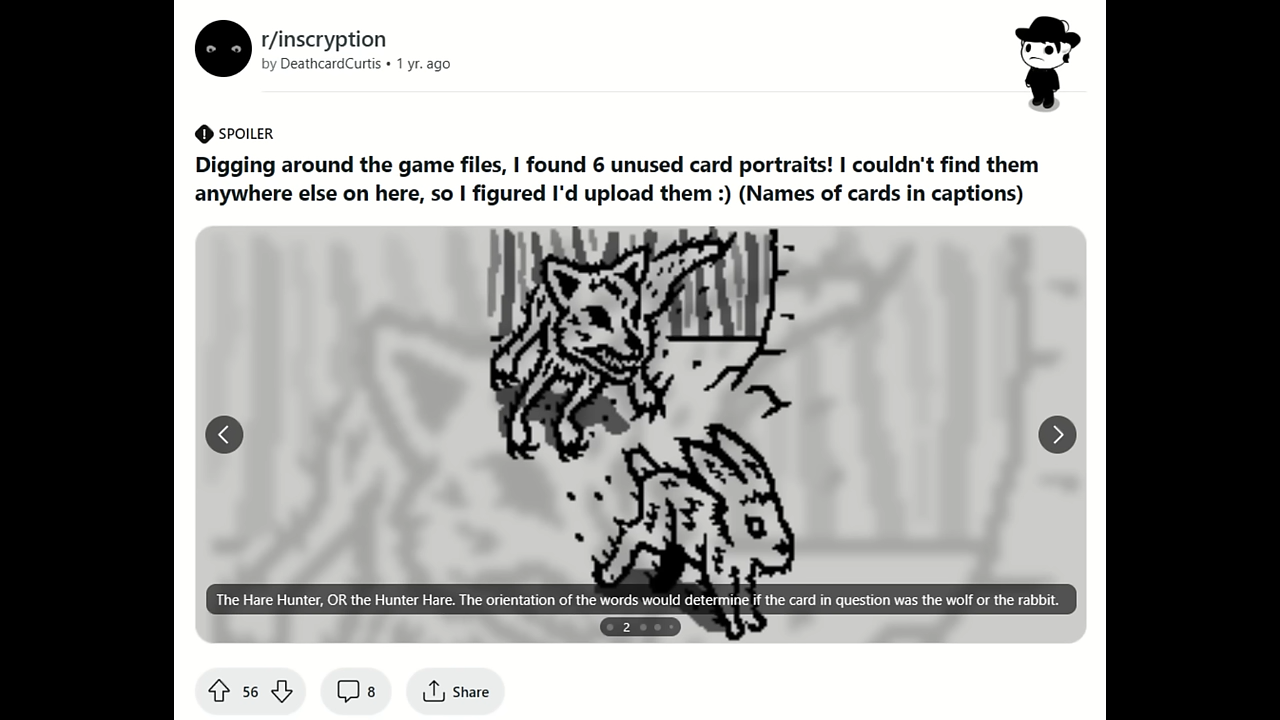 r/inscryption
by DeathcardCurtis • 1 yr. ago
SPOILER
Digging around the game files, I found 6 unused card portraits! I couldn't find them
anywhere else on here, so I figured I'd upload them :) (Names of cards in captions)
The Hare Hunter, OR the Hunter Hare. The orientation of the words would determine if the card in question was the wolf or the rabbit.
2
56
8
Share